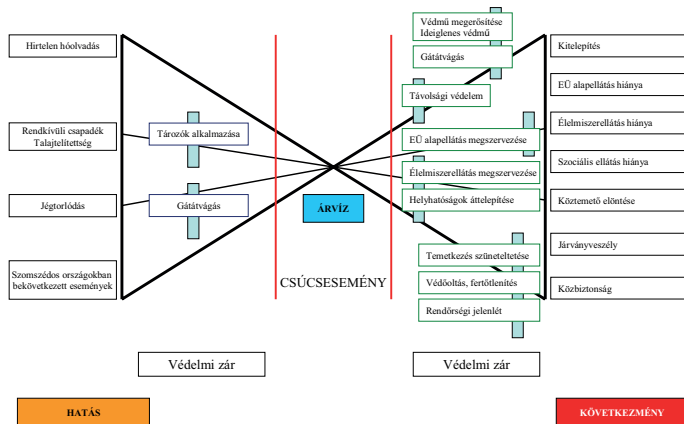 Hirtelen hóolvadás
Rendkívüli csapadék
Talajtelítettség
Jégtorlódás
Szomszédos országokban
bekövetkezett események
Tározók alkalmazása
Gátátvágás
ÁRVÍZ
CSÚCSESEMÉNY
Védmű megerősítése
Ideiglenes védmű
Gátátvágás
Távolsági védelem
EÜ alapellátás megszervezése
Élelmiszerellátás megszervezése
Helyhatóságok áttelepítése
Temetkezés szüneteltetése
Védőoltás, fertőtlenítés
Rendőrségi jelenlét
Kitelepítés
EÜ alapellátás hiánya
Élelmiszerellátás hiánya
Szociális ellátás hiánya
Köztemető elöntése
Járványveszély
Közbiztonság
Védelmi zár
Védelmi zár
HATÁS
KÖVETKEZMÉNY